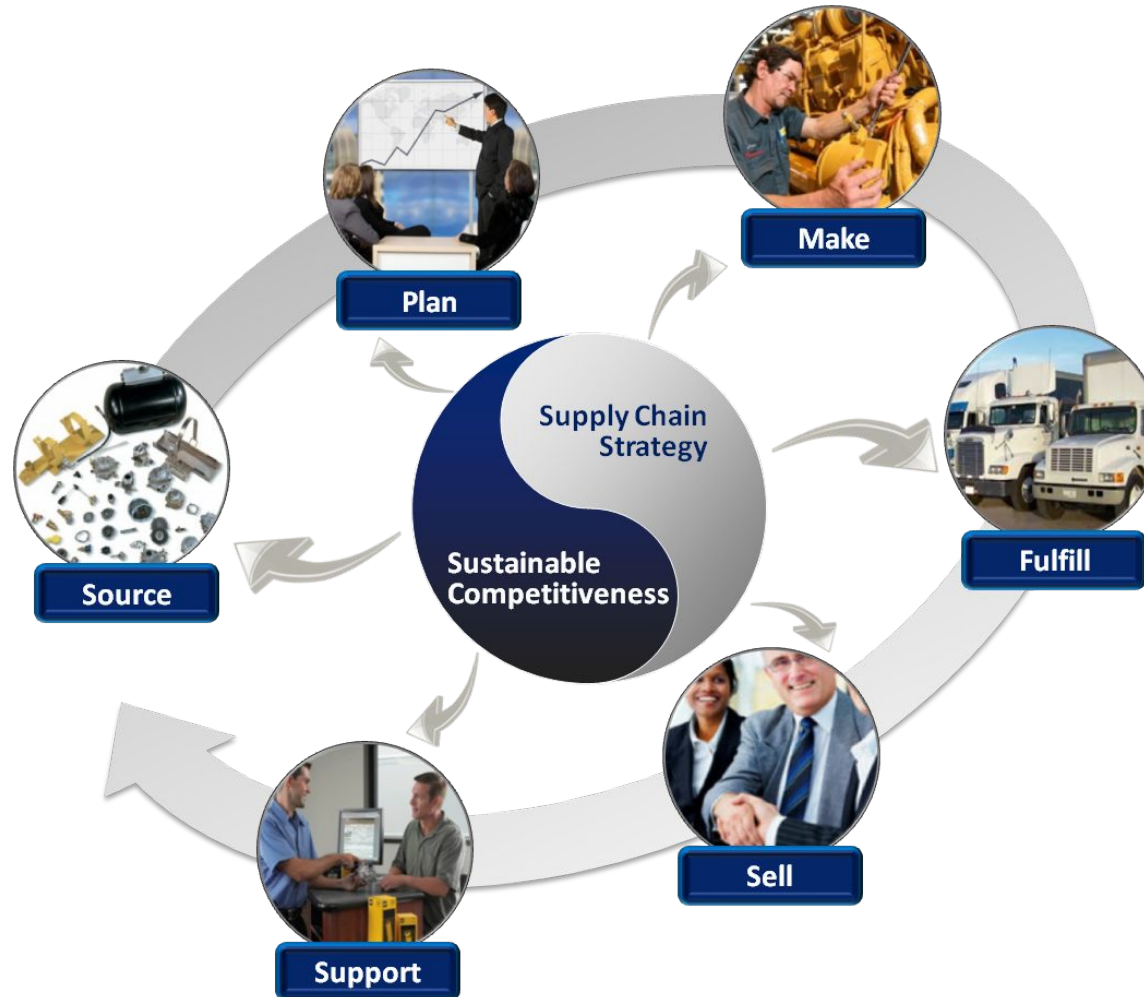 Make
Plan
Supply Chain
Strategy
Fulfill
Sustainable
Competitiveness
Source
Sell
Support